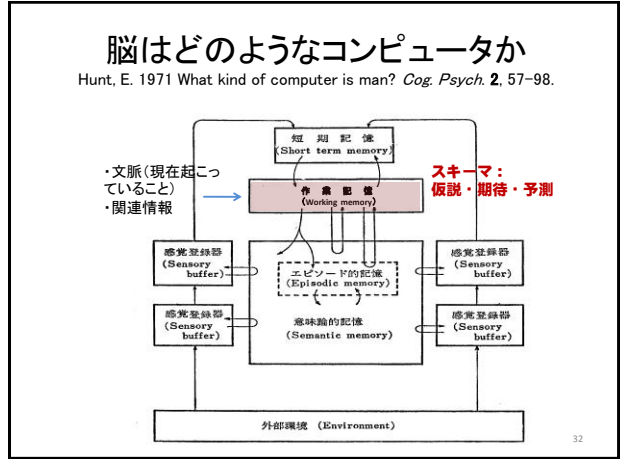 脳はどのようなコンピュータか
Hunt, E. 1971 What kind of computer is man? Cog. Psych. 2, 57-98.
短期記憶
(Short term memory)
・文脈(現在起こっ
ていること)
・関連情報
作業記憶
(Working memory)
スキーマ：
仮説・期待・予測
感覚登録器
(Sensory
buffer)
エピソード的記憶
(Episodic memory)
感覚登録器
(Sensory
buffer)
感覚登録器
(Sensory
buffer)
意味論的記憶
(Semantic memory)
感覚登録器
(Sensory
buffer)
外部環境 (Environment)
32